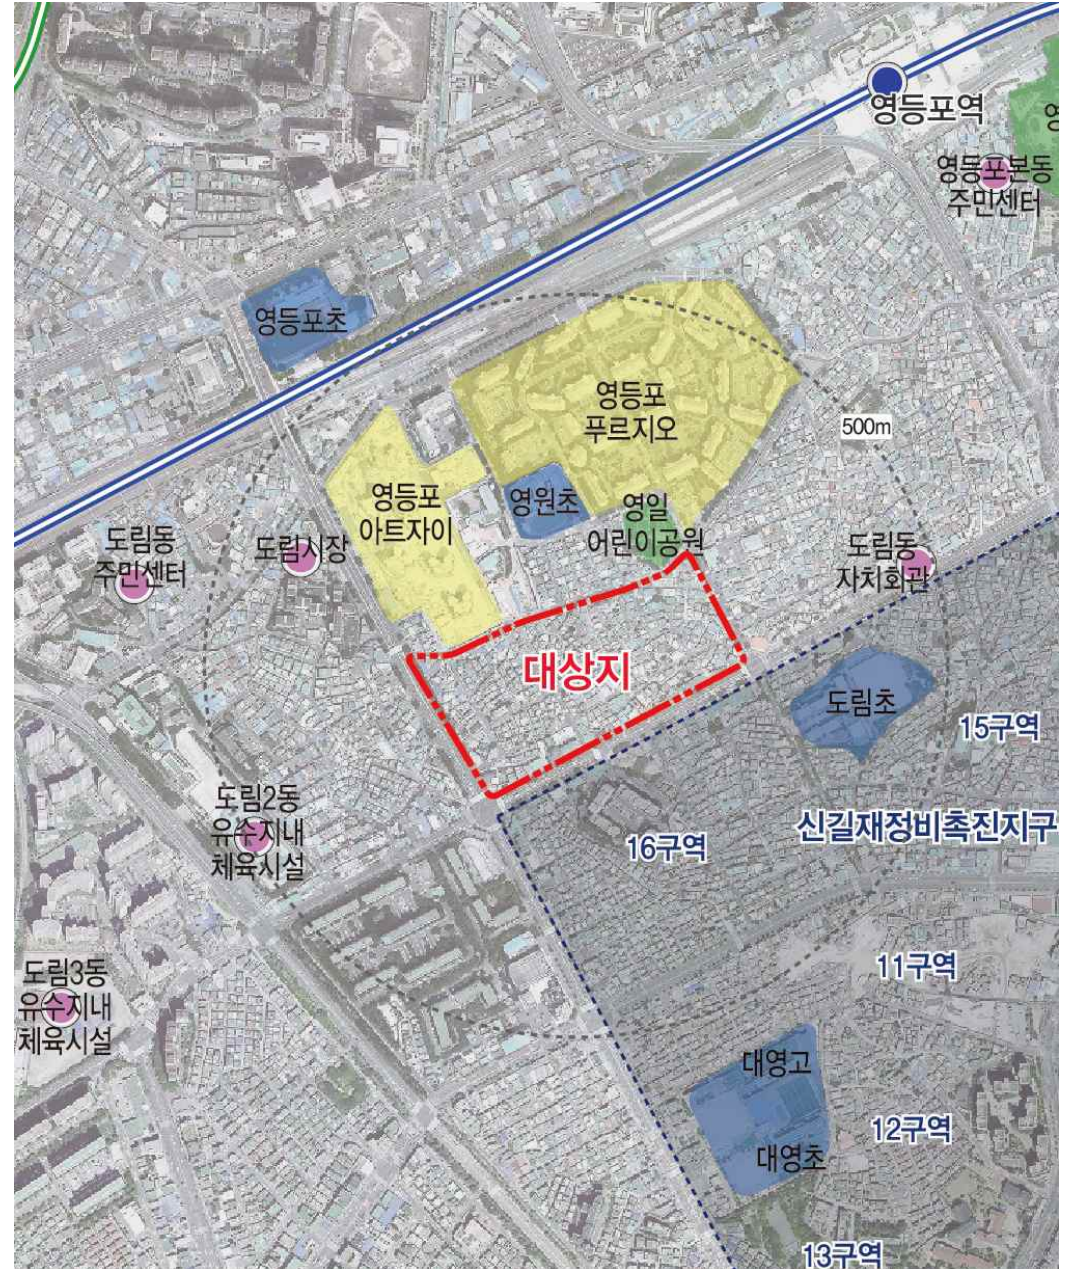 영등포역
영
영등포본동
주민센터
영등포초
영등포
푸르지오
500m
영등포
아트자이
영원초
영일
어린이공원
도림동
주민센터
도림시장
도림동
자치회관
대상지
도림초
15구역
도림2동
유수지내
체육시설
16구역
신길재정비촉진지구
도림3동
유수지내
체육시설
11구역
대영고
12구역
대영초
13구역